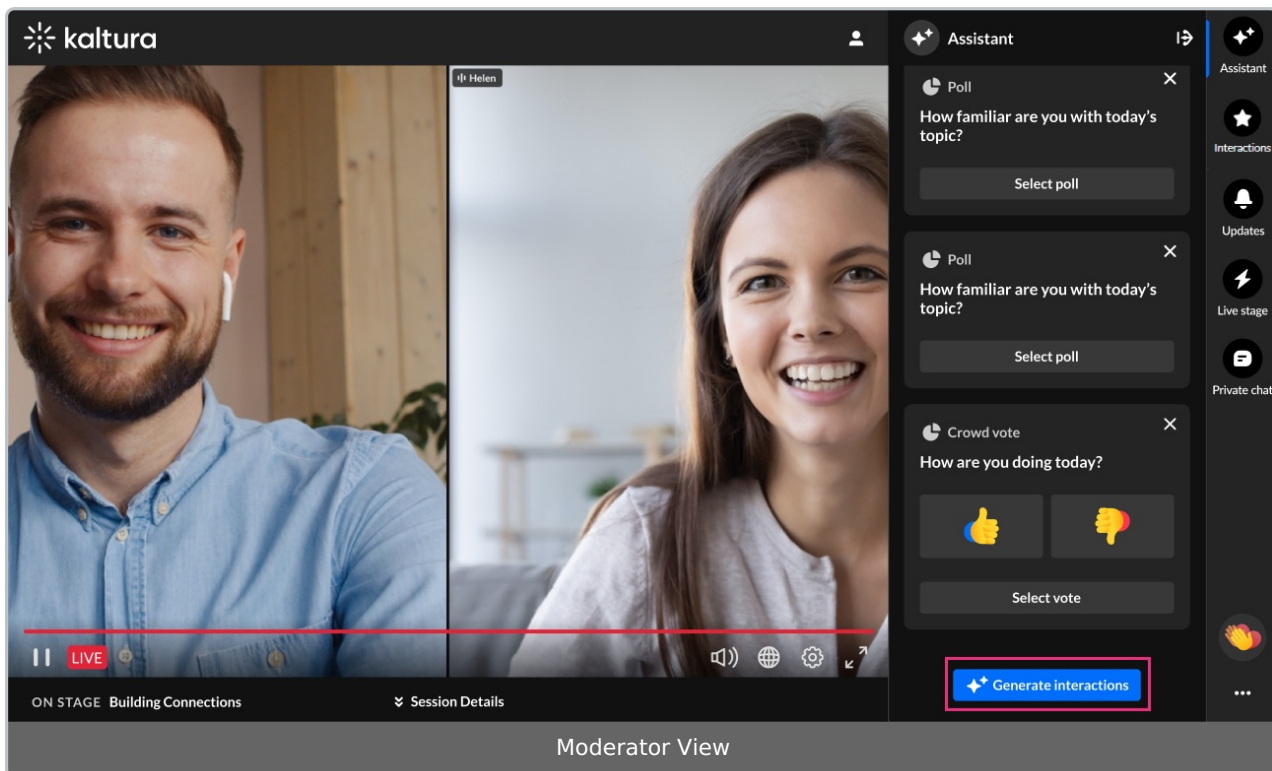 kaltura
Helen
LIVE
ON STAGE Building Connections
Session Details
Assistant
Poll
How familiar are you with today's
topic?
Select poll
Poll
How familiar are you with today's
topic?
Select poll
Crowd vote
How are you doing today?
Select vote
Generate interactions
Assistant
Interactions
Updates
Live stage
Private chat
Moderator View